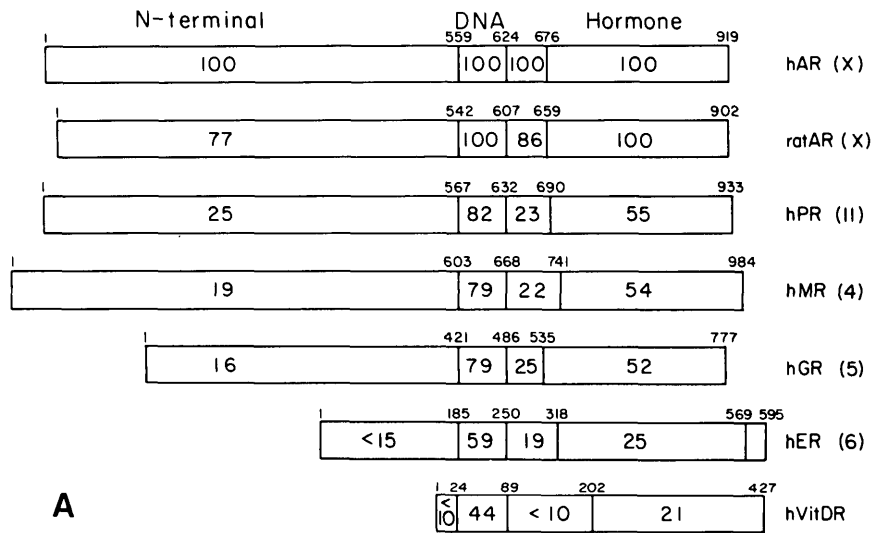 N-terminal DNA Hormone
1 559 624 676 919
100 100 100 100 hAR (X)
1 542 607 659 902
77 100 86 100 ratAR (X)
1 567 632 690 933
25 82 23 55 hPR (11)
1 603 668 741 984
19 79 22 54 hMR (4)
1 421 486 535 777
16 79 25 52 hGR (5)
1 185 250 318 569 595
<15 59 19 25 hER (6)
1 24 89 202 427
<10 44 <10 21 hVitDR
A